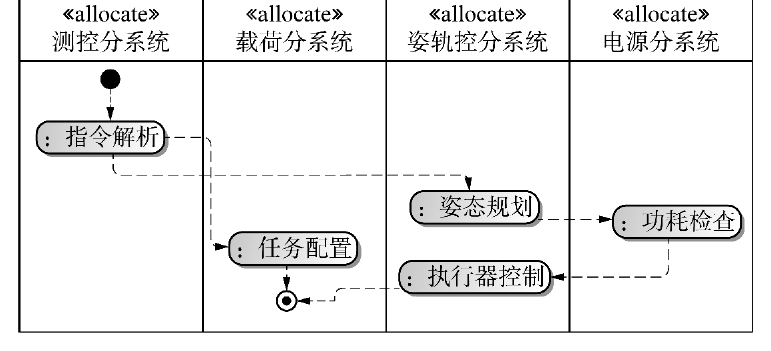 «allocate»
测控分系统
«allocate»
载荷分系统
«allocate»
姿轨控分系统
«allocate»
电源分系统
：指令解析
：姿态规划
：功耗检查
：任务配置
：执行器控制